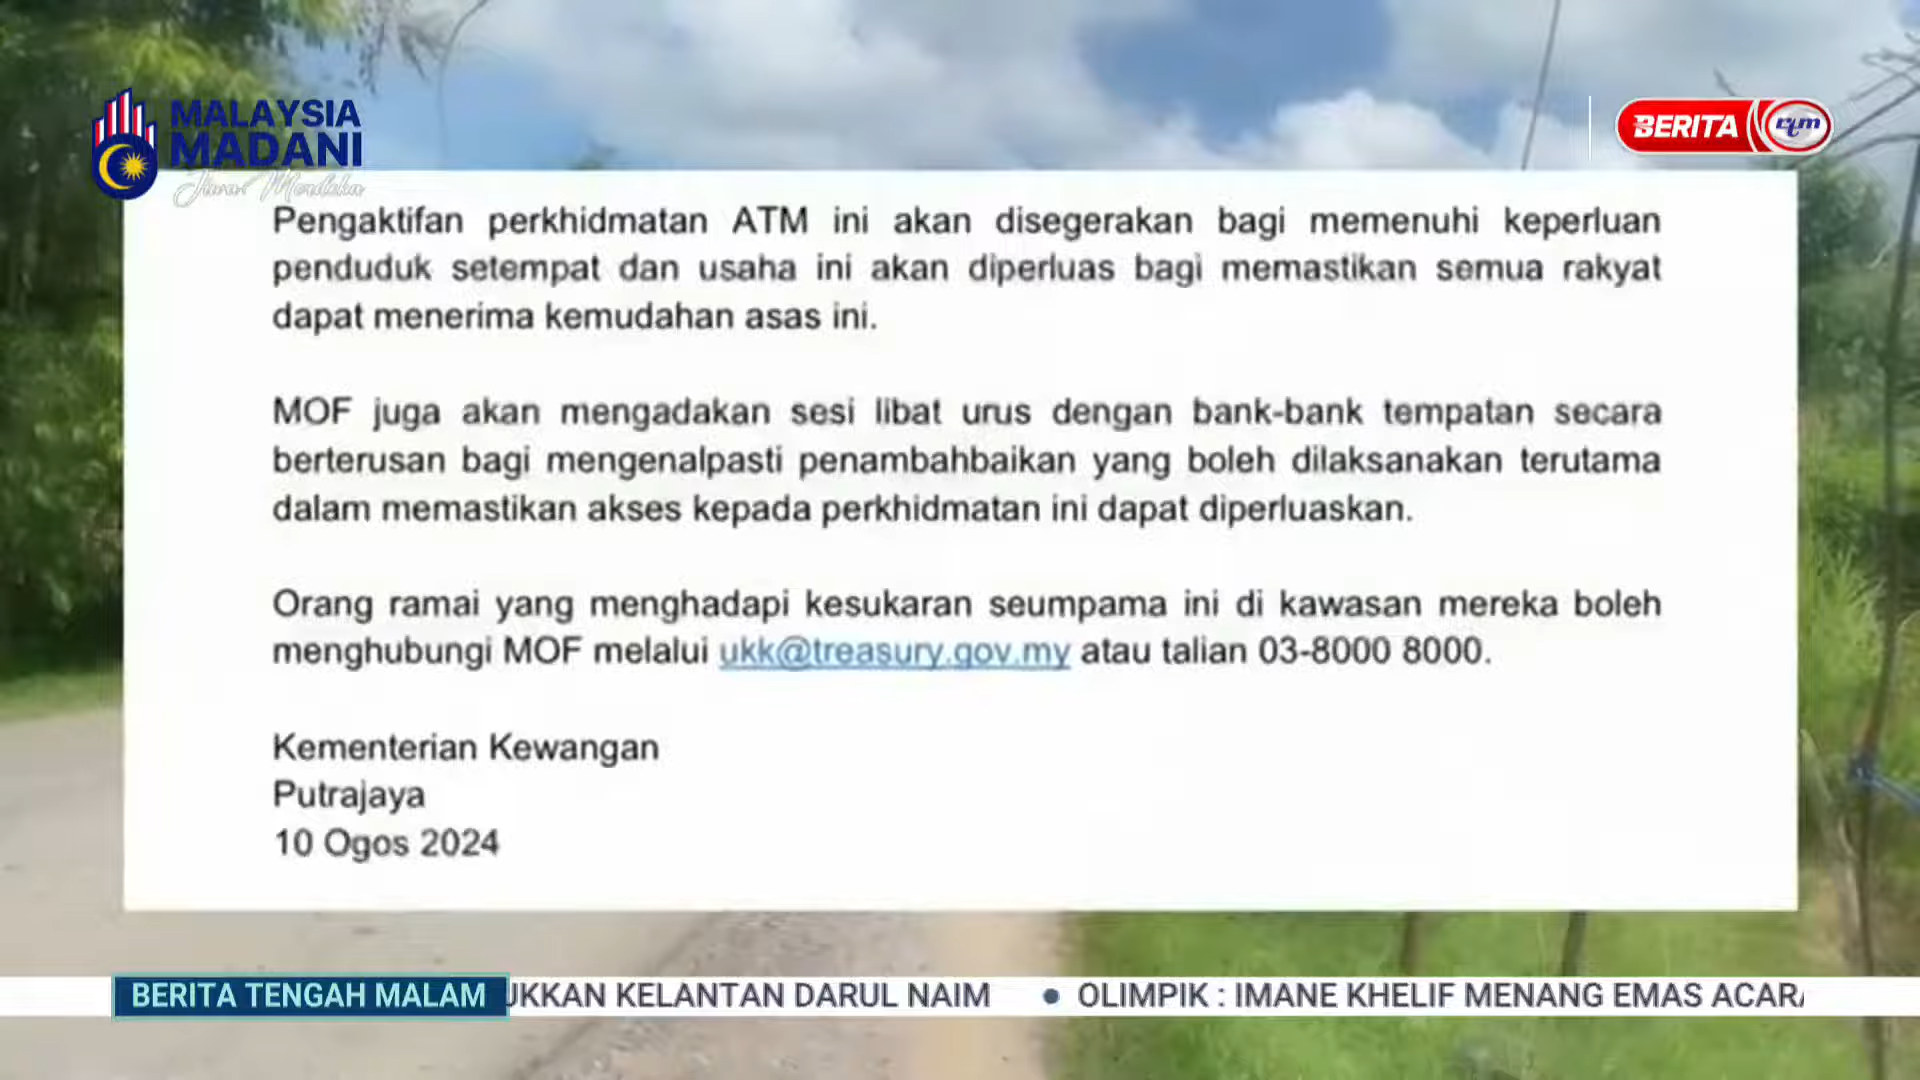 MALAYSIA
MADANI
Jiwa Merdeka
BERITA rtm
Pengaktifan perkhidmatan ATM ini akan disegerakan bagi memenuhi keperluan
penduduk setempat dan usaha ini akan diperluas bagi memastikan semua rakyat
dapat menerima kemudahan asas ini.
MOF juga akan mengadakan sesi libat urus dengan bank-bank tempatan secara
berterusan bagi mengenalpasti penambahbaikan yang boleh dilaksanakan terutama
dalam memastikan akses kepada perkhidmatan ini dapat diperluaskan.
Orang ramai yang menghadapi kesukaran seumpama ini di kawasan mereka boleh
menghubungi MOF melalui ukk@treasury.gov.my atau talian 03-8000 8000.
Kementerian Kewangan
Putrajaya
10 Ogos 2024
BERITA TENGAH MALAM UKKAN KELANTAN DARUL NAIM • OLIMPIK : IMANE KHELIF MENANG EMAS ACARA